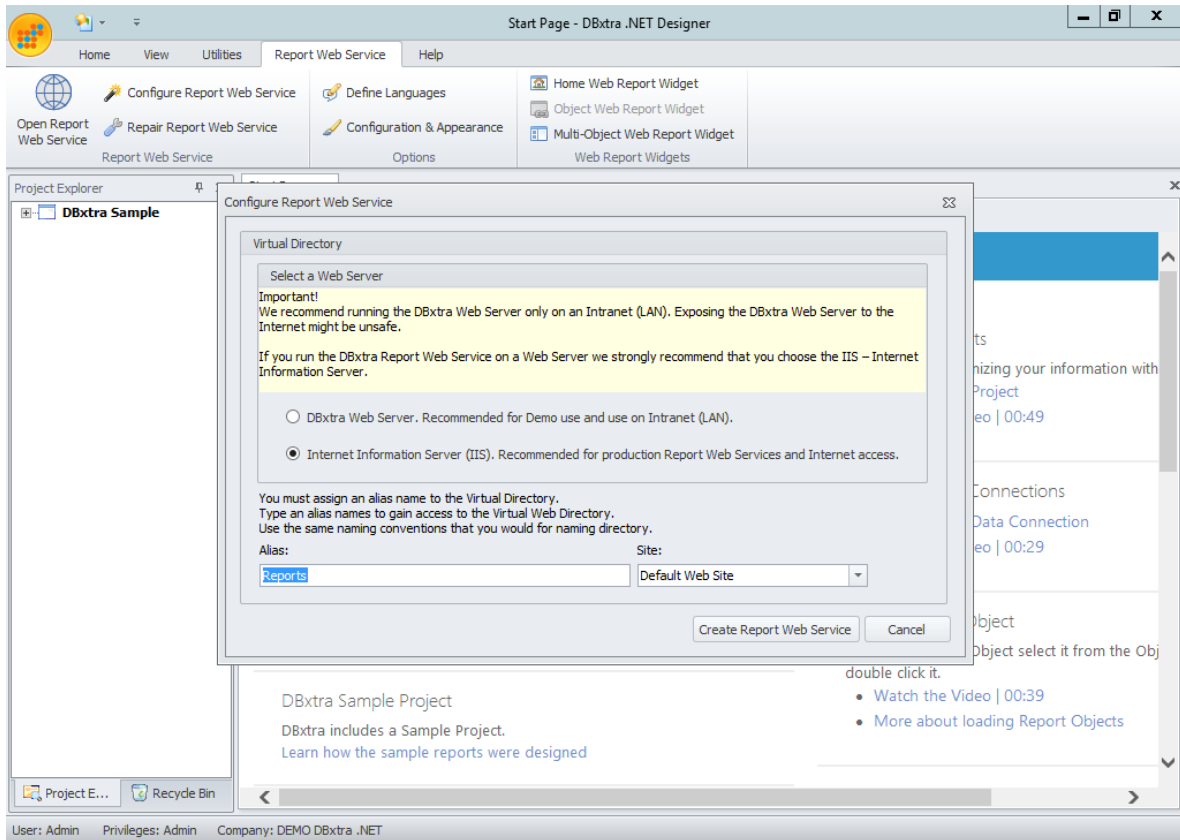 Start Page - DBxtra .NET Designer
Home View Utilities Report Web Service Help
Open Report
Web Service
Configure Report Web Service
Repair Report Web Service
Report Web Service
Define Languages
Configuration & Appearance
Options
Home Web Report Widget
Object Web Report Widget
Multi-Object Web Report Widget
Web Report Widgets
Project Explorer
DBxtra Sample
Configure Report Web Service
Virtual Directory
Select a Web Server
Important!
We recommend running the DBxtra Web Server only on an Intranet (LAN). Exposing the DBxtra Web Server to the
Internet might be unsafe.
If you run the DBxtra Report Web Service on a Web Server we strongly recommend that you choose the IIS – Internet
Information Server.
DBxtra Web Server. Recommended for Demo use and use on Intranet (LAN).
Internet Information Server (IIS). Recommended for production Report Web Services and Internet access.
You must assign an alias name to the Virtual Directory.
Type an alias names to gain access to the Virtual Web Directory.
Use the same naming conventions that you would for naming directory.
Alias: Site:
Reports Default Web Site
Create Report Web Service Cancel
ts
nizing your information with
Project
eo | 00:49
Connections
Data Connection
eo | 00:29
Object
Object select it from the Obj
double click it.
Watch the Video | 00:39
More about loading Report Objects
DBxtra Sample Project
DBxtra includes a Sample Project.
Learn how the sample reports were designed
Project E... Recycle Bin
User: Admin Privileges: Admin Company: DEMO DBxtra .NET